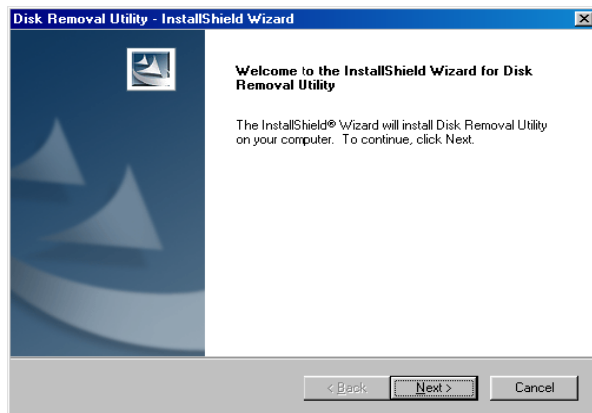 Disk Removal Utility - InstallShield Wizard
Welcome to the InstallShield Wizard for Disk
Removal Utility
The InstallShield® Wizard will install Disk Removal Utility
on your computer. To continue, click Next.
< Back Next > Cancel